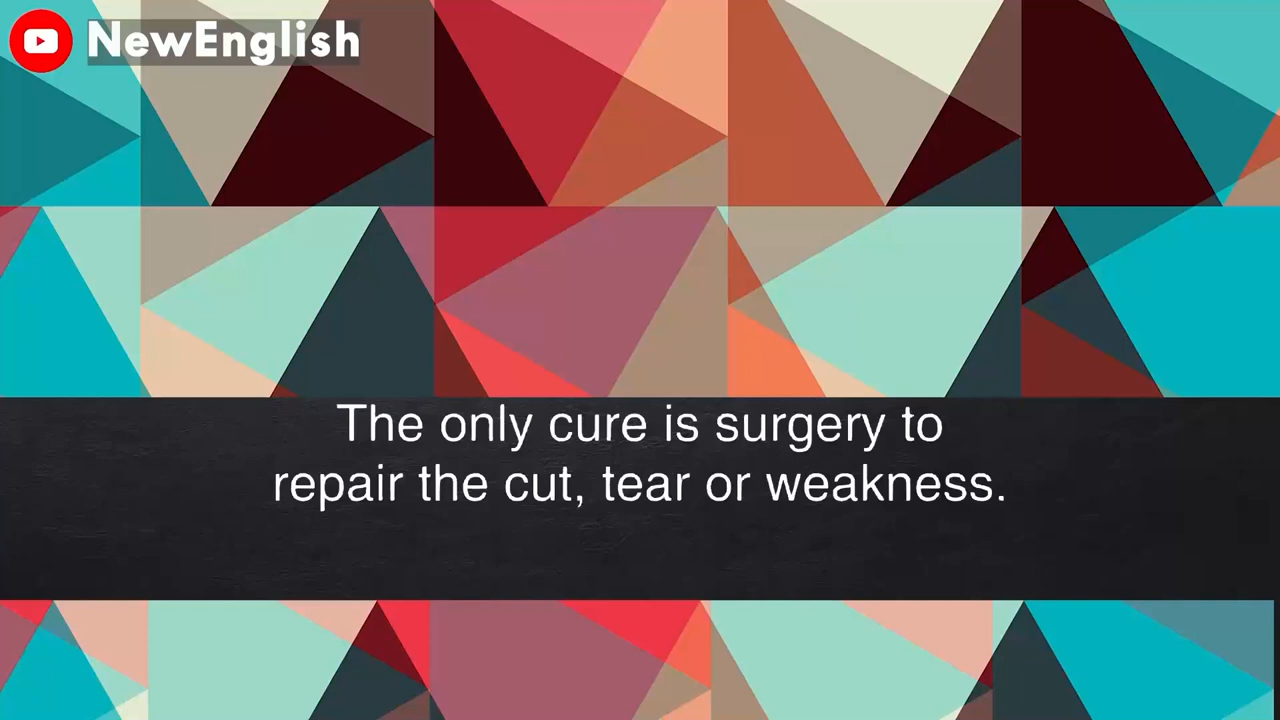 NewEnglish
The only cure is surgery to
repair the cut, tear or weakness.